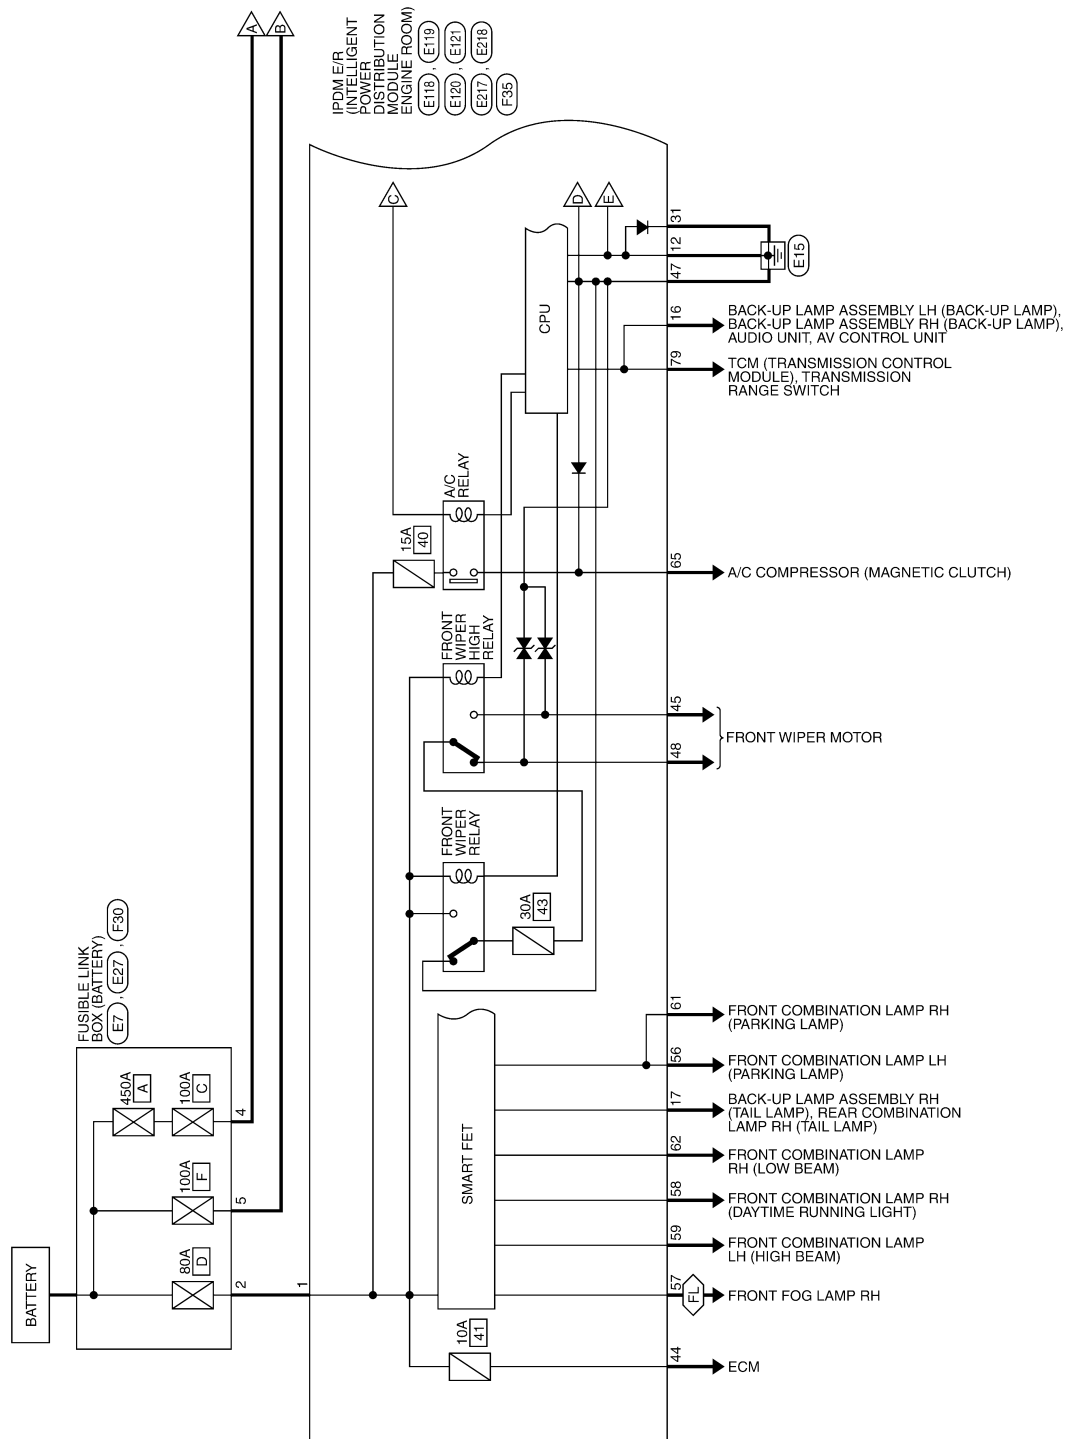 A
B
IPDM E/R
(INTELLIGENT
POWER
DISTRIBUTION
MODULE
ENGINE ROOM)
E118 , E119
E120 , E121
E217 , E218
F35
C
D
E
CPU
31
12
47
E15
16
BACK-UP LAMP ASSEMBLY LH (BACK-UP LAMP),
BACK-UP LAMP ASSEMBLY RH (BACK-UP LAMP),
AUDIO UNIT, AV CONTROL UNIT
79
TCM (TRANSMISSION CONTROL
MODULE), TRANSMISSION
RANGE SWITCH
A/C
RELAY
15A
40
65
A/C COMPRESSOR (MAGNETIC CLUTCH)
FRONT
WIPER
HIGH
RELAY
45
48
FRONT WIPER MOTOR
FRONT
WIPER
RELAY
30A
43
FUSIBLE LINK
BOX (BATTERY)
E7 , E27 , F30
450A
A
100A
C
4
100A
F
5
80A
D
2
BATTERY
1
SMART FET
61
FRONT COMBINATION LAMP RH
(PARKING LAMP)
56
FRONT COMBINATION LAMP LH
(PARKING LAMP)
17
BACK-UP LAMP ASSEMBLY RH
(TAIL LAMP), REAR COMBINATION
LAMP RH (TAIL LAMP)
62
FRONT COMBINATION LAMP
RH (LOW BEAM)
58
FRONT COMBINATION LAMP RH
(DAYTIME RUNNING LIGHT)
59
FRONT COMBINATION LAMP
LH (HIGH BEAM)
57
FL
FRONT FOG LAMP RH
10A
41
44
ECM